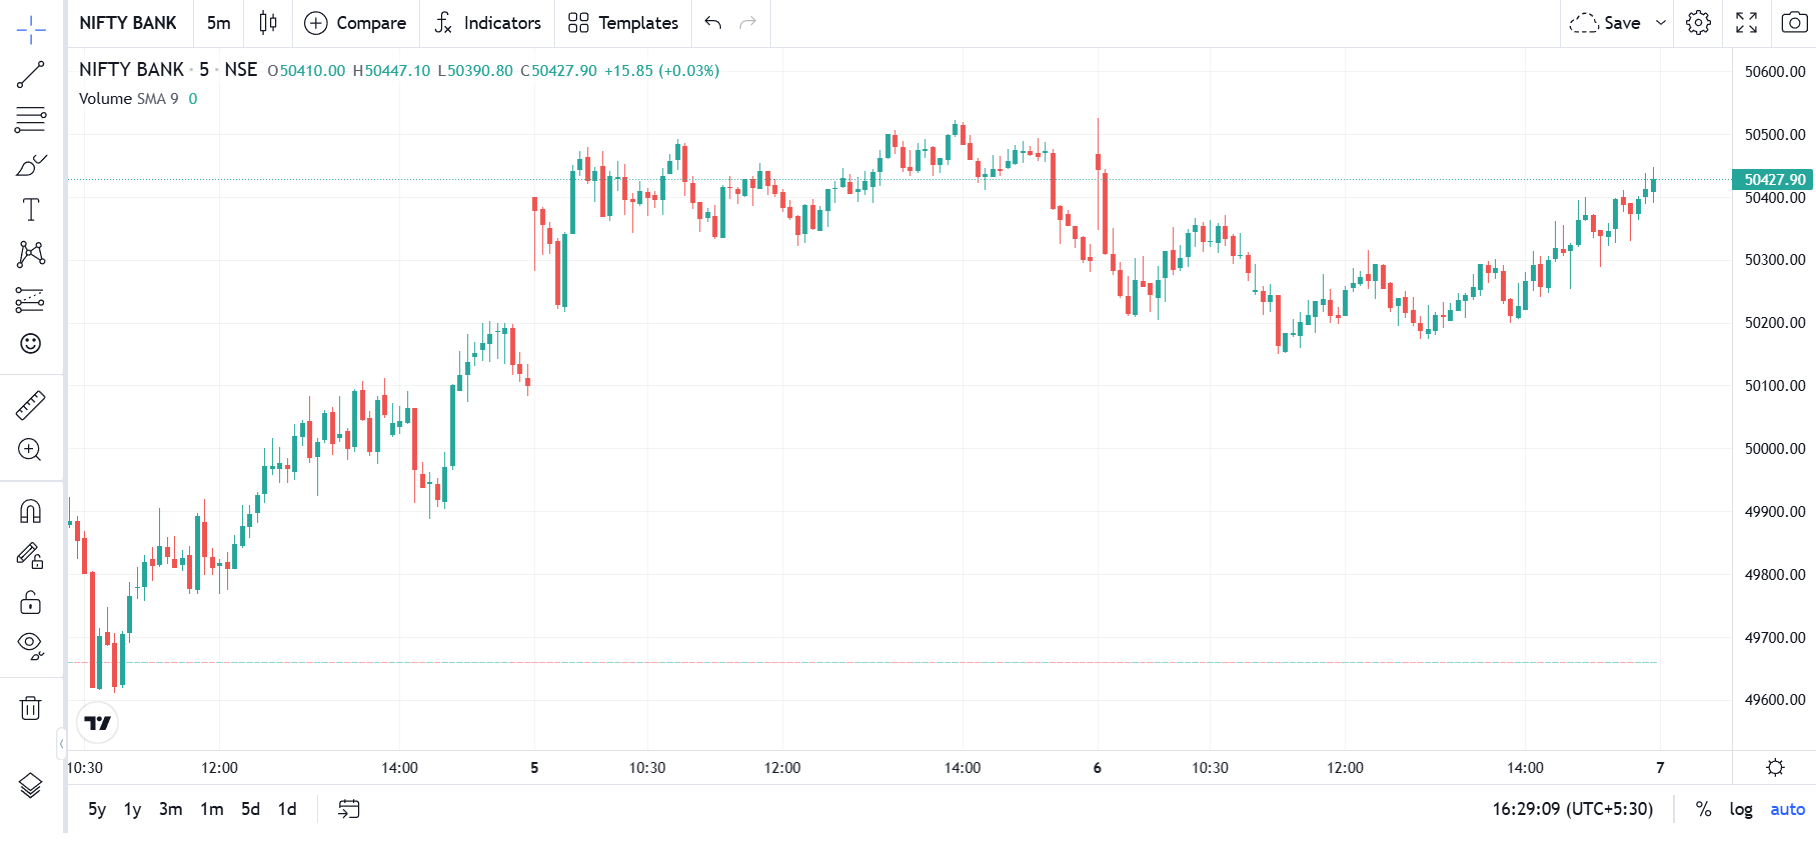 NIFTY BANK 5m Compare Indicators Templates Save
NIFTY BANK · 5 · NSE O50410.00 H50447.10 L50390.80 C50427.90 +15.85 (+0.03%)
Volume SMA 9 0
50600.00
50500.00
50427.90
50400.00
50300.00
50200.00
50100.00
50000.00
49900.00
49800.00
49700.00
49600.00
10:30 12:00 14:00 5 10:30 12:00 14:00 6 10:30 12:00 14:00 7
5y 1y 3m 1m 5d 1d 16:29:09 (UTC+5:30) % log auto